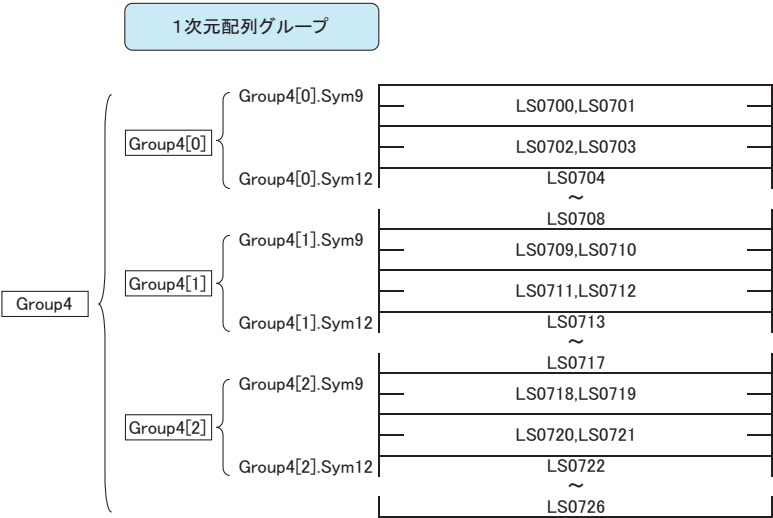 １次元配列グループ
Group4[0].Sym9
LS0700,LS0701
Group4[0]
LS0702,LS0703
Group4[0].Sym12
LS0704
～
LS0708
Group4[1].Sym9
LS0709,LS0710
Group4[1]
LS0711,LS0712
Group4
Group4[1].Sym12
LS0713
～
LS0717
Group4[2].Sym9
LS0718,LS0719
Group4[2]
LS0720,LS0721
Group4[2].Sym12
LS0722
～
LS0726